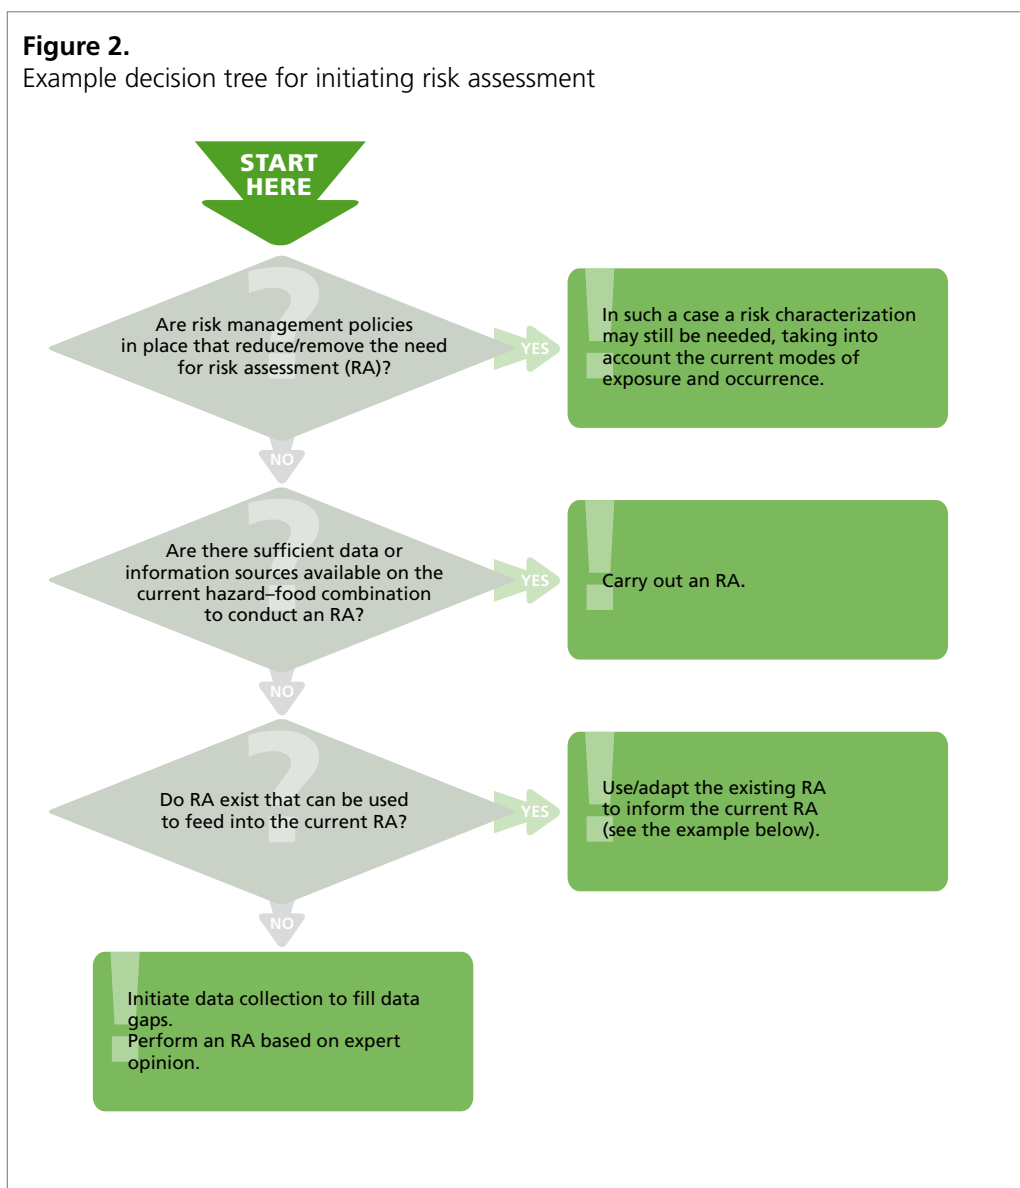 Figure 2.
Example decision tree for initiating risk assessment
START
HERE
?
Are risk management policies
in place that reduce/remove the need
for risk assessment (RA)?
YES
!
In such a case a risk characterization
may still be needed, taking into
account the current modes of
exposure and occurrence.
NO
?
Are there sufficient data or
information sources available on the
current hazard–food combination
to conduct an RA?
YES
!
Carry out an RA.
NO
?
Do RA exist that can be used
to feed into the current RA?
YES
!
Use/adapt the existing RA
to inform the current RA
(see the example below).
NO
!
Initiate data collection to fill data
gaps.
Perform an RA based on expert
opinion.